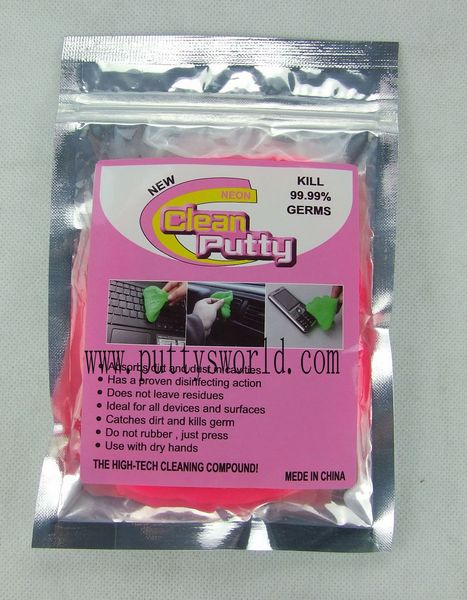 NEW
NEON
Clean
Putty
KILL
99.99%
GERMS
www.puttysworld.com
• Absorbs dirt and dust in cavities
• Has a proven disinfecting action
• Does not leave residues
• Ideal for all devices and surfaces
• Catches dirt and kills germ
• Do not rubber , just press
• Use with dry hands
THE HIGH-TECH CLEANING COMPOUND!
MADE IN CHINA